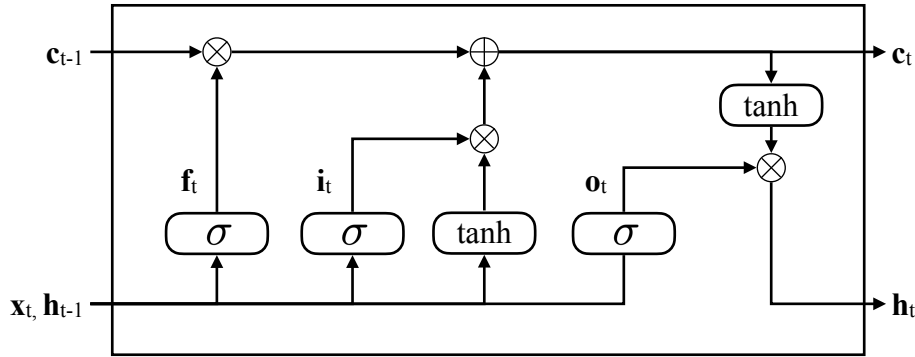 c_{t-1}
c_t
tanh
f_t
i_t
o_t
σ
σ
tanh
σ
x_t, h_{t-1}
h_t